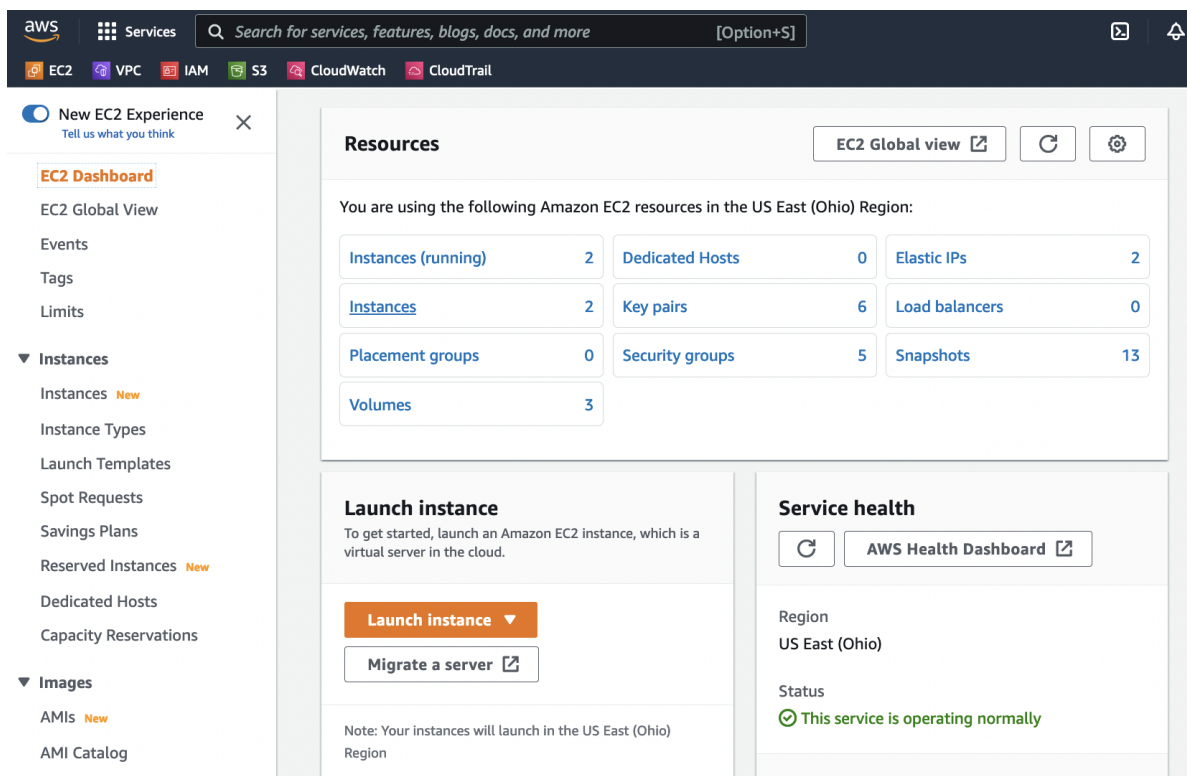 aws
Services
Search for services, features, blogs, docs, and more [Option+S]
EC2 VPC IAM S3 CloudWatch CloudTrail
New EC2 Experience
Tell us what you think
EC2 Dashboard
EC2 Global View
Events
Tags
Limits
Instances
Instances New
Instance Types
Launch Templates
Spot Requests
Savings Plans
Reserved Instances New
Dedicated Hosts
Capacity Reservations
Images
AMIs New
AMI Catalog
Resources
EC2 Global view
You are using the following Amazon EC2 resources in the US East (Ohio) Region:
Instances (running) 2
Dedicated Hosts 0
Elastic IPs 2
Instances 2
Key pairs 6
Load balancers 0
Placement groups 0
Security groups 5
Snapshots 13
Volumes 3
Launch instance
To get started, launch an Amazon EC2 instance, which is a
virtual server in the cloud.
Launch instance
Migrate a server
Note: Your instances will launch in the US East (Ohio)
Region
Service health
AWS Health Dashboard
Region
US East (Ohio)
Status
This service is operating normally